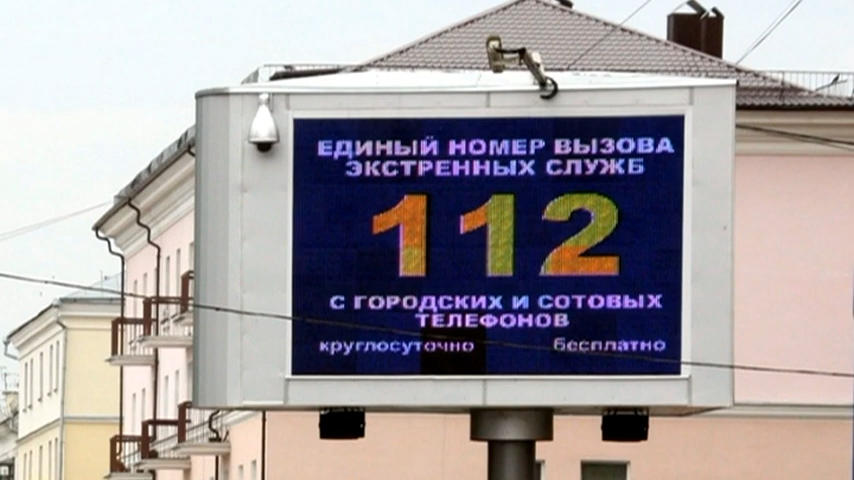 ЕДИНЫЙ НОМЕР ВЫЗОВА
ЭКСТРЕННЫХ СЛУЖБ
112
С ГОРОДСКИХ И СОТОВЫХ
ТЕЛЕФОНОВ
круглосуточно бесплатно